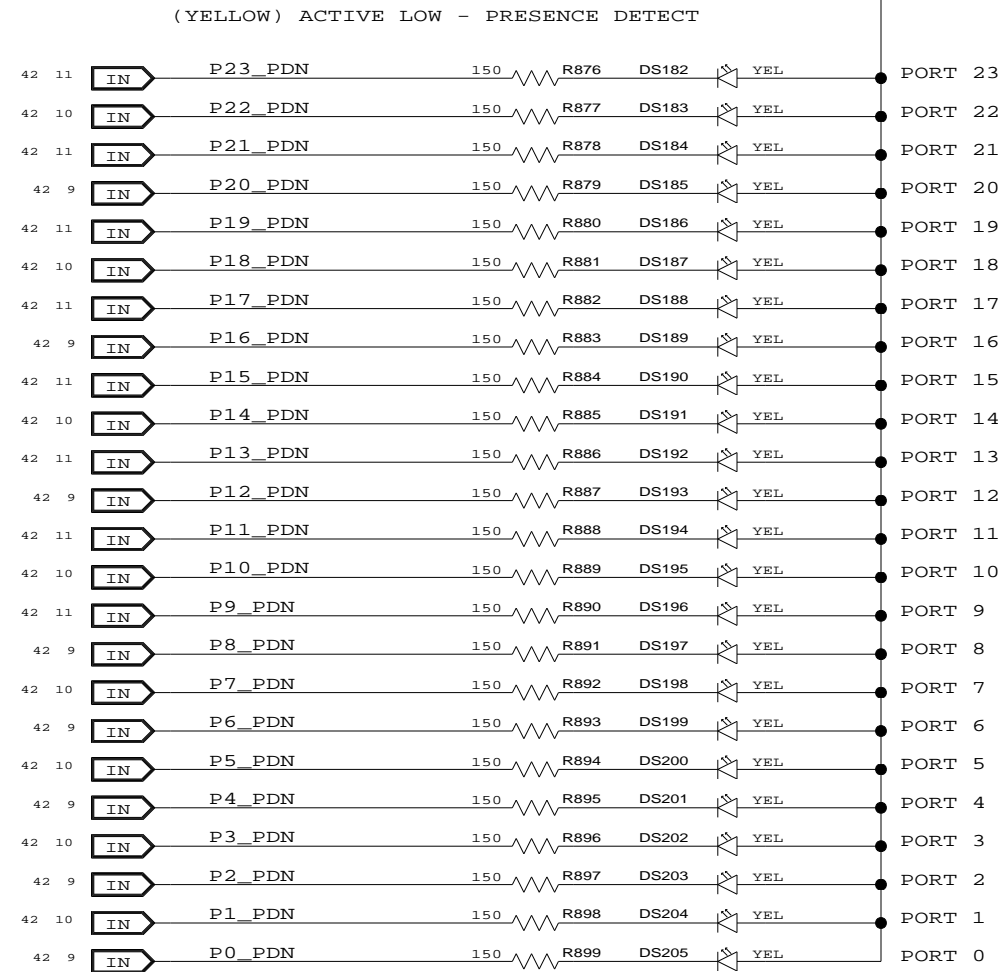 (YELLOW) ACTIVE LOW - PRESENCE DETECT
42 11 IN P23_PDN 150 R876 DS182 YEL PORT 23
42 10 IN P22_PDN 150 R877 DS183 YEL PORT 22
42 11 IN P21_PDN 150 R878 DS184 YEL PORT 21
42 9 IN P20_PDN 150 R879 DS185 YEL PORT 20
42 11 IN P19_PDN 150 R880 DS186 YEL PORT 19
42 10 IN P18_PDN 150 R881 DS187 YEL PORT 18
42 11 IN P17_PDN 150 R882 DS188 YEL PORT 17
42 9 IN P16_PDN 150 R883 DS189 YEL PORT 16
42 11 IN P15_PDN 150 R884 DS190 YEL PORT 15
42 10 IN P14_PDN 150 R885 DS191 YEL PORT 14
42 11 IN P13_PDN 150 R886 DS192 YEL PORT 13
42 9 IN P12_PDN 150 R887 DS193 YEL PORT 12
42 11 IN P11_PDN 150 R888 DS194 YEL PORT 11
42 10 IN P10_PDN 150 R889 DS195 YEL PORT 10
42 11 IN P9_PDN 150 R890 DS196 YEL PORT 9
42 9 IN P8_PDN 150 R891 DS197 YEL PORT 8
42 10 IN P7_PDN 150 R892 DS198 YEL PORT 7
42 9 IN P6_PDN 150 R893 DS199 YEL PORT 6
42 10 IN P5_PDN 150 R894 DS200 YEL PORT 5
42 9 IN P4_PDN 150 R895 DS201 YEL PORT 4
42 10 IN P3_PDN 150 R896 DS202 YEL PORT 3
42 9 IN P2_PDN 150 R897 DS203 YEL PORT 2
42 10 IN P1_PDN 150 R898 DS204 YEL PORT 1
42 9 IN P0_PDN 150 R899 DS205 YEL PORT 0